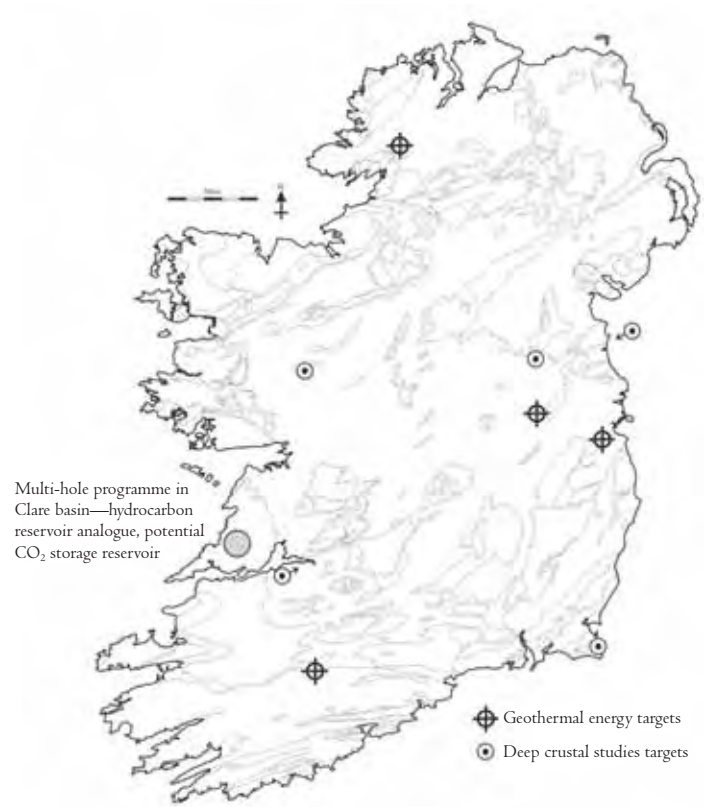 N
Multi-hole programme in
Clare basin—hydrocarbon
reservoir analogue, potential
CO₂ storage reservoir
Geothermal energy targets
Deep crustal studies targets